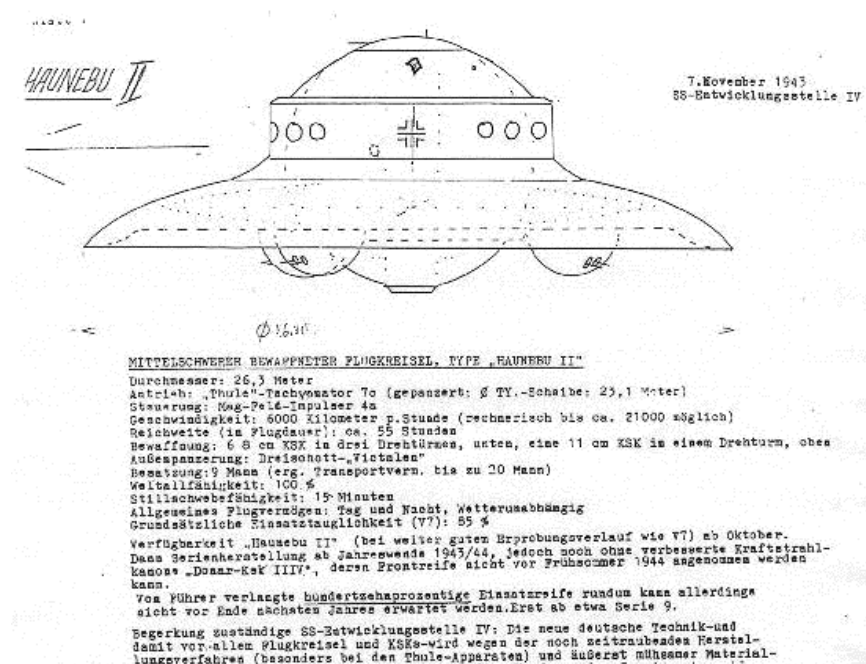 HAUNEBU II
7.November 1943
SS-Entwicklungsstelle IV
MITTELSCHWERER BEWAFFNETER FLUGKREISEL, TYPE „HAUNEBU II"
Durchmesser: 26,3 Meter
Antrieb: „Thule"-Tachyonator 7c (gepanzert: Ø TY.-Scheibe: 23,1 Meter)
Steuerung: Mag-Feld-Impulser 4a
Geschwindigkeit: 6000 Kilometer p.Stunde (rechnerisch bis ca. 21000 möglich)
Reichweite (in Flugdauer): ca. 55 Stunden
Bewaffnung: 6 8 cm KSK in drei Drehtürmen, unten, eine 11 cm KSK in einem Drehturm, oben
Außenpanzerung: Dreischott-„Victalen"
Besatzung:9 Mann (erg. Transportverm. bis zu 20 Mann)
Weltallfähigkeit: 100 %
Stillschwebefähigkeit: 15 Minuten
Allgemeines Flugvermögen: Tag und Nacht, Wetterunabhängig
Grundsätzliche Einsatztauglichkeit (V7): 85 %
Verfügbarkeit „Haunebu II" (bei weiter gutem Erprobungsverlauf wie V7) ab Oktober.
Dann Serienherstellung ab Jahreswende 1943/44, jedoch noch ohne verbesserte Kraftstrahl-
kanone „Donar-Ksk IIIV", deren Frontreife nicht vor Frühsommer 1944 angenommen werden
kann.
Vom Führer verlangte hundertzehnprozentige Einsatzreife rundum kann allerdings
nicht vor Ende nächsten Jahres erwartet werden.Erst ab etwa Serie 9.
Begerkung zuständige SS-Entwicklungsstelle IV: Die neue deutsche Technik-und
damit vor.allem Flugkreisel und KSKs-wird wegen der noch zeitraubenden Herstel-
lungsverfahren (besonders bei den Thule-Apparaten) und äußerst mühsamer Material-